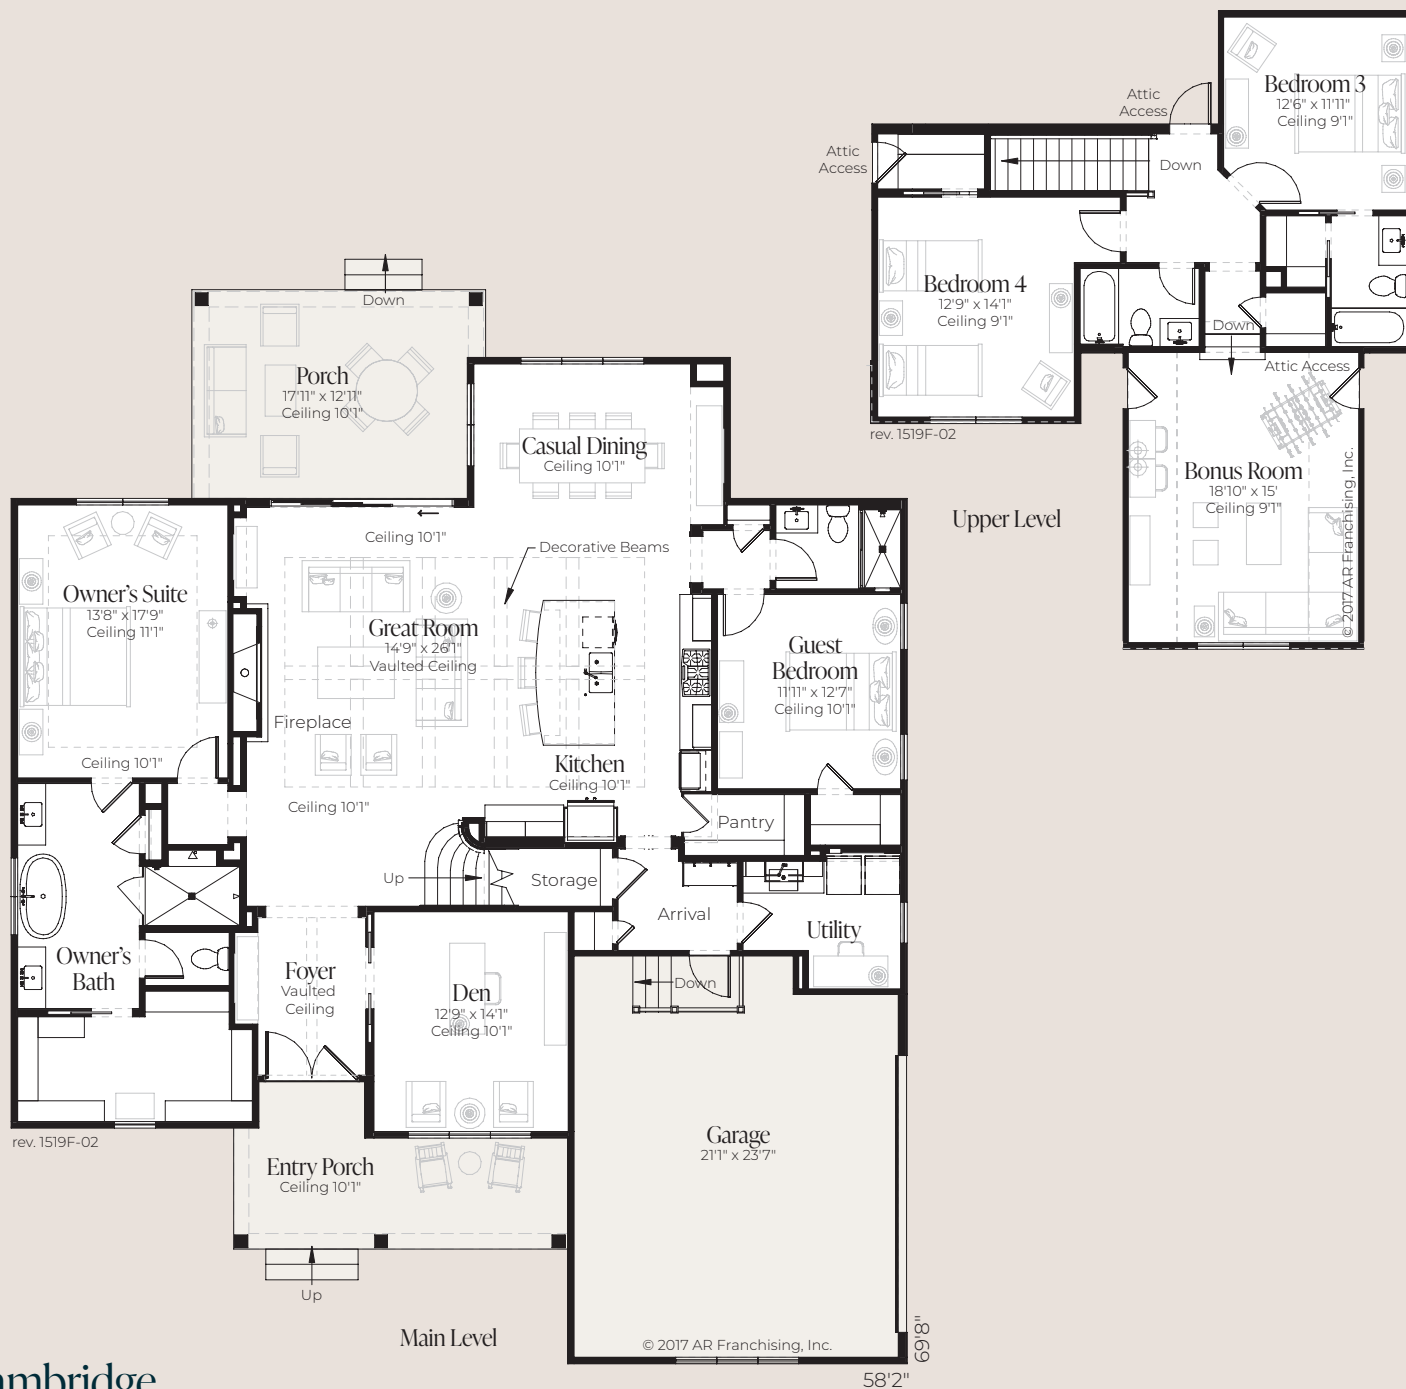 Bedroom 3
12'6" x 11'11"
Ceiling 9'1"
Attic
Access
Attic
Access
Down
Bedroom 4
12'9" x 14'1"
Ceiling 9'1"
Down
Attic Access
rev. 1519F-02
Bonus Room
18'10" x 15'
Ceiling 9'1"
© 2017 AR Franchising, Inc.
Upper Level
Down
Porch
17'11" x 12'11"
Ceiling 10'1"
Casual Dining
Ceiling 10'1"
Ceiling 10'1"
Decorative Beams
Owner's Suite
13'8" x 17'9"
Ceiling 11'1"
Great Room
14'9" x 26'1"
Vaulted Ceiling
Guest
Bedroom
11'11" x 12'7"
Ceiling 10'1"
Fireplace
Ceiling 10'1"
Kitchen
Ceiling 10'1"
Ceiling 10'1"
Pantry
Up
Storage
Arrival
Utility
Owner's
Bath
Foyer
Vaulted
Ceiling
Den
12'9" x 14'1"
Ceiling 10'1"
Down
rev. 1519F-02
Entry Porch
Ceiling 10'1"
Garage
21'1" x 23'7"
Up
Main Level
© 2017 AR Franchising, Inc.
69'8"
58'2"